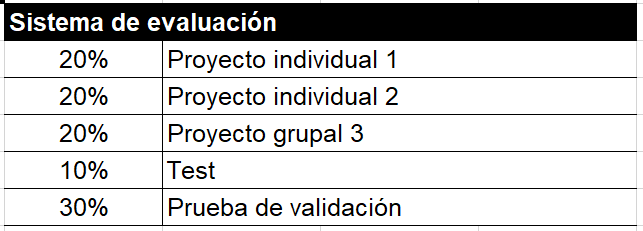 Sistema de evaluación
20% Proyecto individual 1
20% Proyecto individual 2
20% Proyecto grupal 3
10% Test
30% Prueba de validación